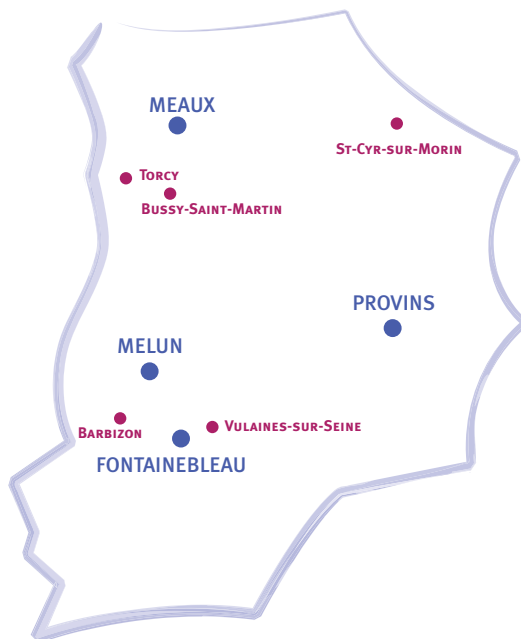 MEAUX
St-Cyr-sur-Morin
Torcy
Bussy-Saint-Martin
PROVINS
MELUN
Barbizon
Vulaines-sur-Seine
FONTAINEBLEAU